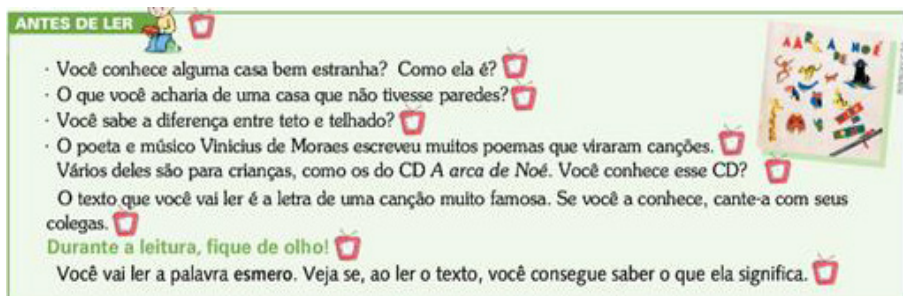 ANTES DE LER
A ARCA DE NOÉ
· Você conhece alguma casa bem estranha? Como ela é?
· O que você acharia de uma casa que não tivesse paredes?
· Você sabe a diferença entre teto e telhado?
· O poeta e músico Vinicius de Moraes escreveu muitos poemas que viraram canções.
Vários deles são para crianças, como os do CD A arca de Noé. Você conhece esse CD?
O texto que você vai ler é a letra de uma canção muito famosa. Se você a conhece, cante-a com seus
colegas.
Durante a leitura, fique de olho!
Você vai ler a palavra esmero. Veja se, ao ler o texto, você consegue saber o que ela significa.